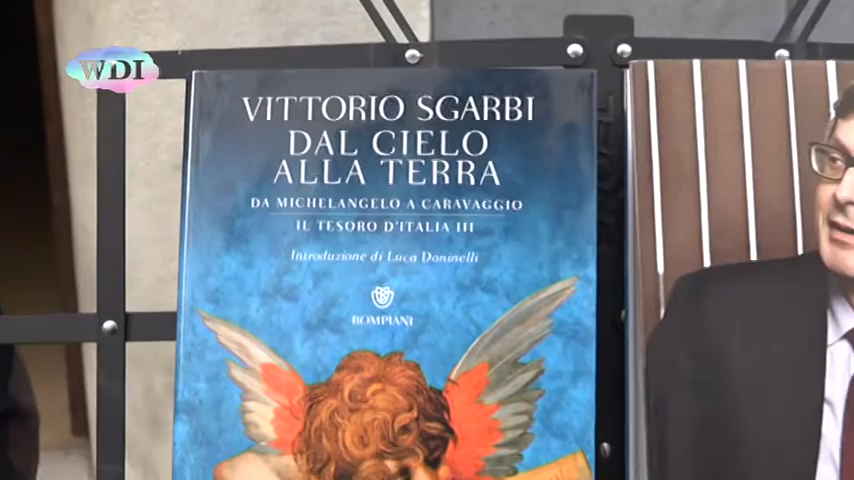 WDI
VITTORIO SGARBI
DAL CIELO
ALLA TERRA
DA MICHELANGELO A CARAVAGGIO
IL TESORO D'ITALIA III
Introduzione di Luca Doninelli
BOMPIANI